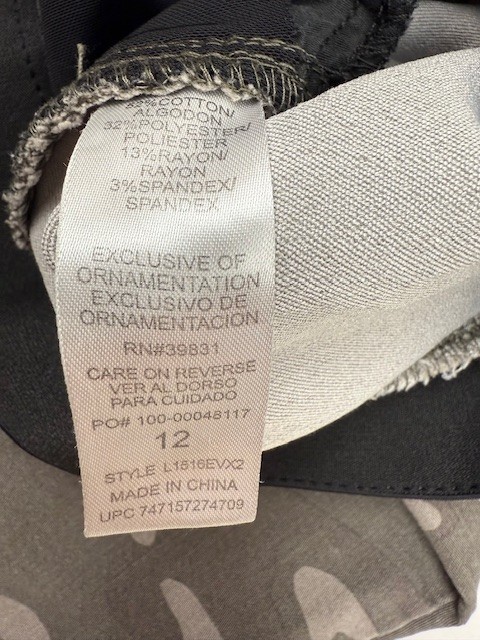 COTTON/
ALGODON
32%POLYESTER/
POLIESTER
13%RAYON/
RAYON
3%SPANDEX/
SPANDEX
EXCLUSIVE OF
ORNAMENTATION
EXCLUSIVO DE
ORNAMENTACION
RN#39831
CARE ON REVERSE
VER AL DORSO
PARA CUIDADO
PO# 100-00048117
12
STYLE L1516EVX2
MADE IN CHINA
UPC 747157274709